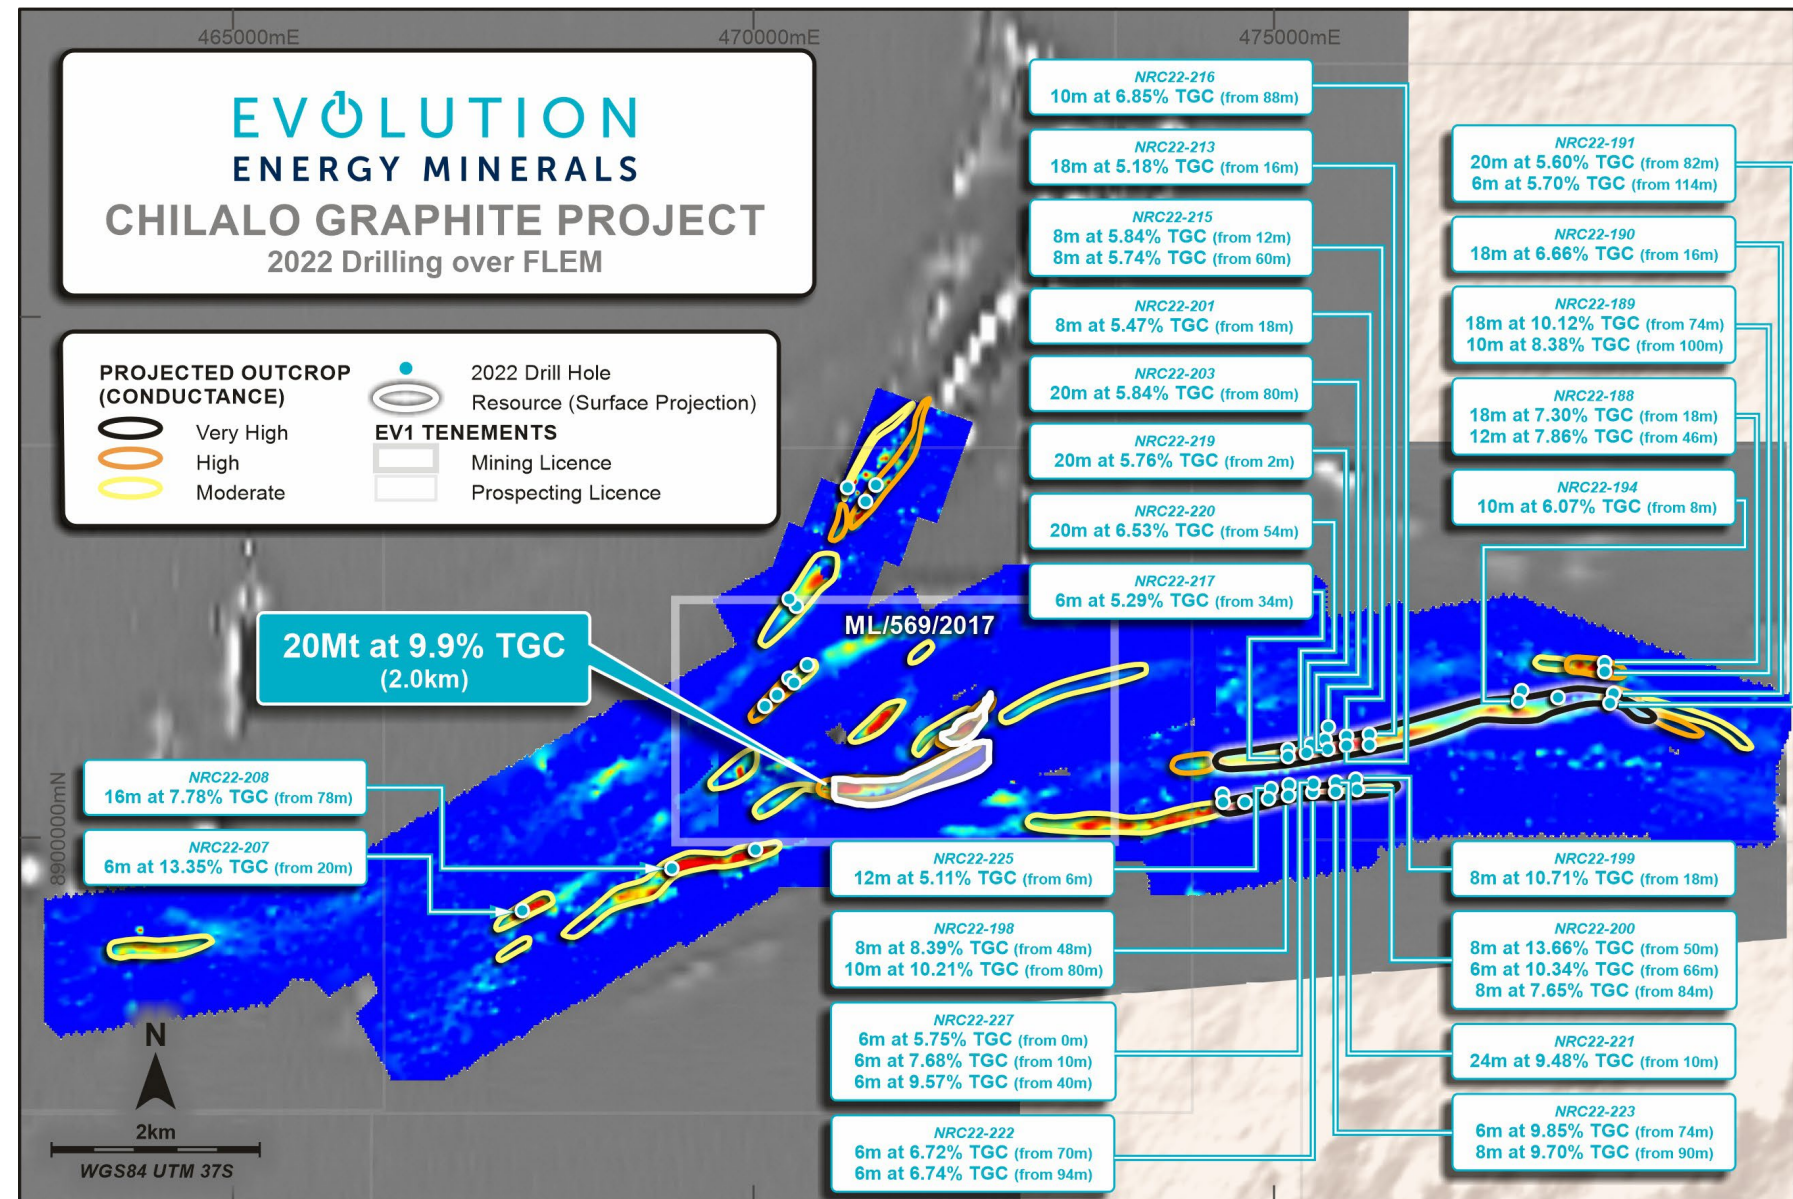 465000mE
470000mE
475000mE
EVOLUTION
ENERGY MINERALS
CHILALO GRAPHITE PROJECT
2022 Drilling over FLEM
PROJECTED OUTCROP
(CONDUCTANCE)
Very High
High
Moderate
2022 Drill Hole
Resource (Surface Projection)
EV1 TENEMENTS
Mining Licence
Prospecting Licence
NRC22-216
10m at 6.85% TGC (from 88m)
NRC22-213
18m at 5.18% TGC (from 16m)
NRC22-215
8m at 5.84% TGC (from 12m)
8m at 5.74% TGC (from 60m)
NRC22-201
8m at 5.47% TGC (from 18m)
NRC22-203
20m at 5.84% TGC (from 80m)
NRC22-219
20m at 5.76% TGC (from 2m)
NRC22-220
20m at 6.53% TGC (from 54m)
NRC22-217
6m at 5.29% TGC (from 34m)
NRC22-191
20m at 5.60% TGC (from 82m)
6m at 5.70% TGC (from 114m)
NRC22-190
18m at 6.66% TGC (from 16m)
NRC22-189
18m at 10.12% TGC (from 74m)
10m at 8.38% TGC (from 100m)
NRC22-188
18m at 7.30% TGC (from 18m)
12m at 7.86% TGC (from 46m)
NRC22-194
10m at 6.07% TGC (from 8m)
ML/569/2017
20Mt at 9.9% TGC
(2.0km)
8900000mN
NRC22-208
16m at 7.78% TGC (from 78m)
NRC22-207
6m at 13.35% TGC (from 20m)
NRC22-225
12m at 5.11% TGC (from 6m)
NRC22-198
8m at 8.39% TGC (from 48m)
10m at 10.21% TGC (from 80m)
NRC22-227
6m at 5.75% TGC (from 0m)
6m at 7.68% TGC (from 10m)
6m at 9.57% TGC (from 40m)
NRC22-222
6m at 6.72% TGC (from 70m)
6m at 6.74% TGC (from 94m)
NRC22-199
8m at 10.71% TGC (from 18m)
NRC22-200
8m at 13.66% TGC (from 50m)
6m at 10.34% TGC (from 66m)
8m at 7.65% TGC (from 84m)
NRC22-221
24m at 9.48% TGC (from 10m)
NRC22-223
6m at 9.85% TGC (from 74m)
8m at 9.70% TGC (from 90m)
N
2km
WGS84 UTM 37S